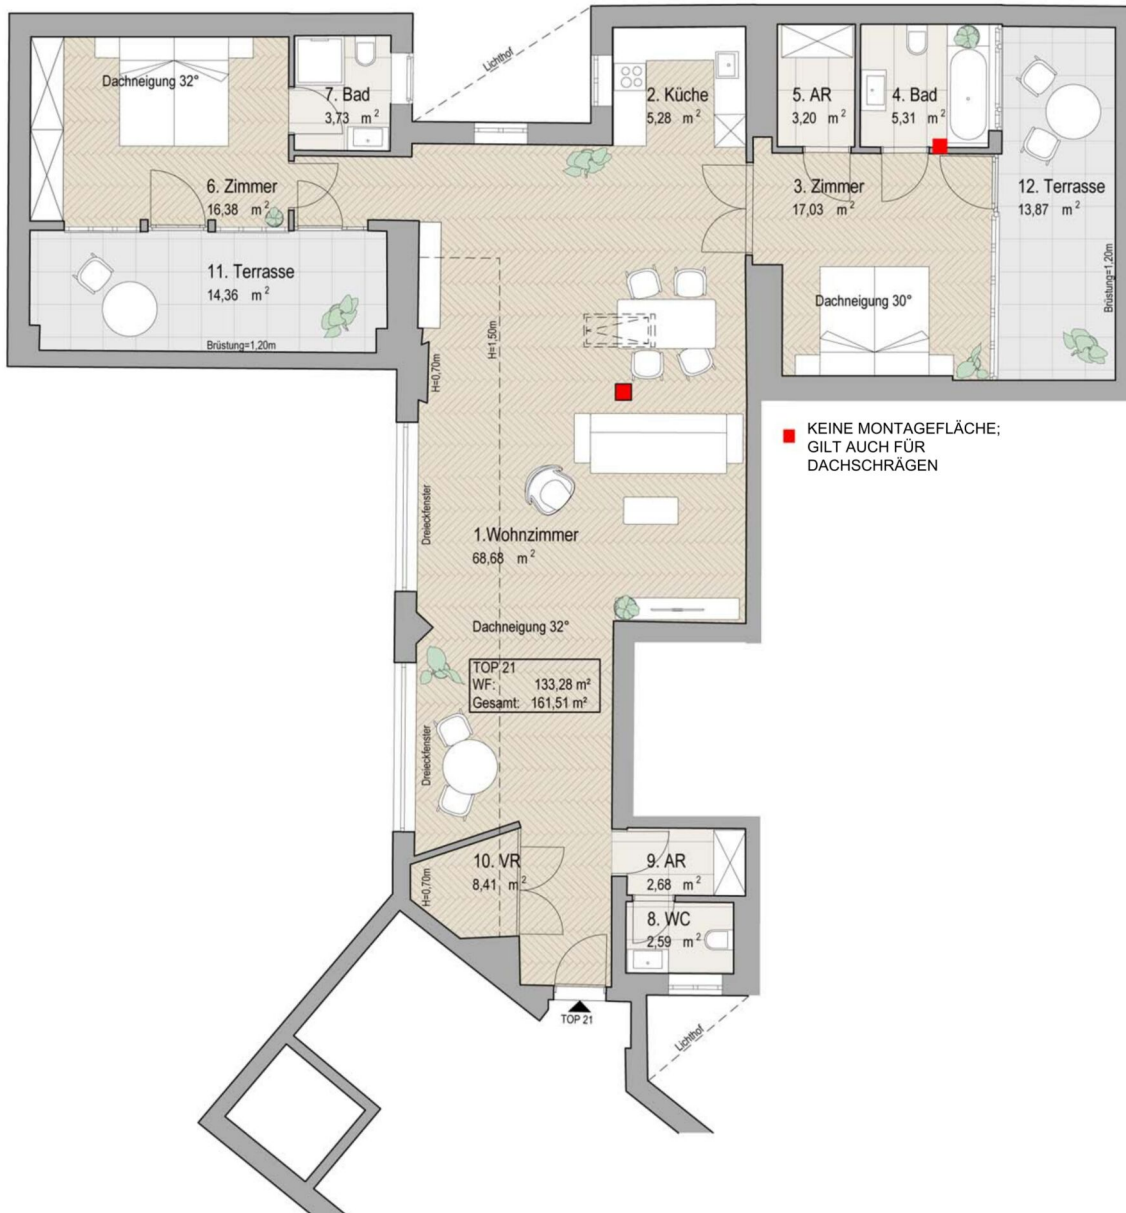 Lichthof
Dachneigung 32°
7. Bad
3,73 m²
2. Küche
5,28 m²
5. AR
3,20 m²
4. Bad
5,31 m²
6. Zimmer
16,38 m²
3. Zimmer
17,03 m²
12. Terrasse
13,87 m²
11. Terrasse
14,36 m²
Brüstung=1,20m
Brüstung=1,20m
Dachneigung 30°
H=1,50m
H=0,70m
KEINE MONTAGEFLÄCHE;
GILT AUCH FÜR
DACHSCHRÄGEN
Dreieckfenster
1.Wohnzimmer
68,68 m²
Dachneigung 32°
TOP 21
WF: 133,28 m²
Gesamt: 161,51 m²
Dreieckfenster
10. VR
8,41 m²
H=0,70m
9. AR
2,68 m²
8. WC
2,59 m²
TOP 21
Lichthof